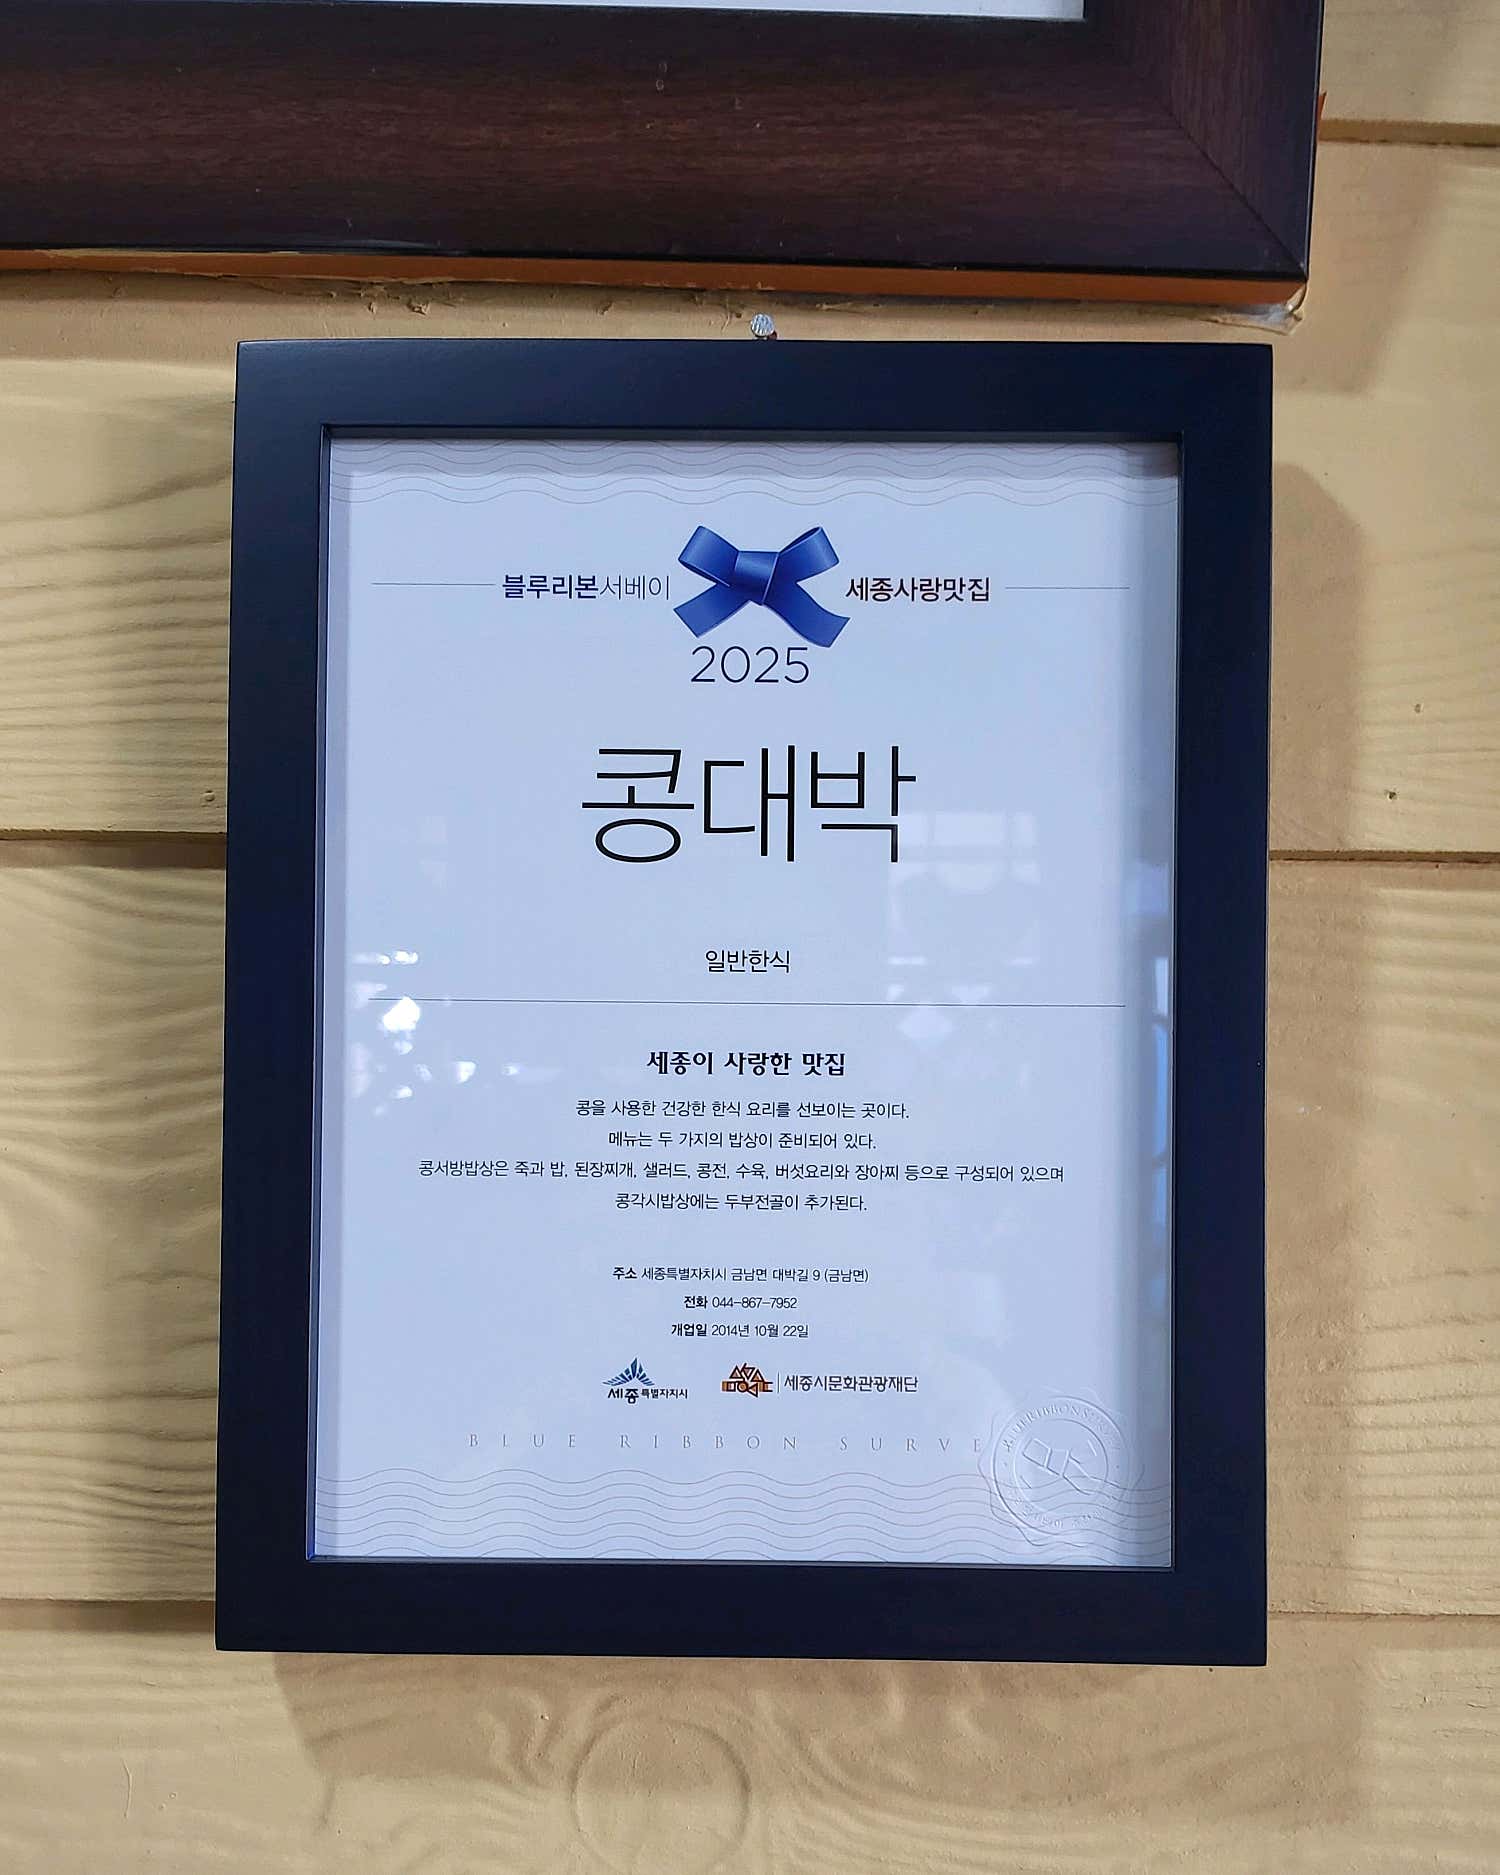 블루리본서베이 세종사랑맛집
2025
콩대박
일반한식
세종이 사랑한 맛집
콩을 사용한 건강한 한식 요리를 선보이는 곳이다.
메뉴는 두 가지의 밥상이 준비되어 있다.
콩서방밥상은 죽과 밥, 된장찌개, 샐러드, 콩전, 수육, 버섯요리와 장아찌 등으로 구성되어 있으며
콩각시밥상에는 두부전골이 추가된다.
주소 세종특별자치시 금남면 대박길 9 (금남면)
전화 044-867-7952
개업일 2014년 10월 22일
세종특별자치시 세종시문화관광재단
BLUE RIBBON SURVE